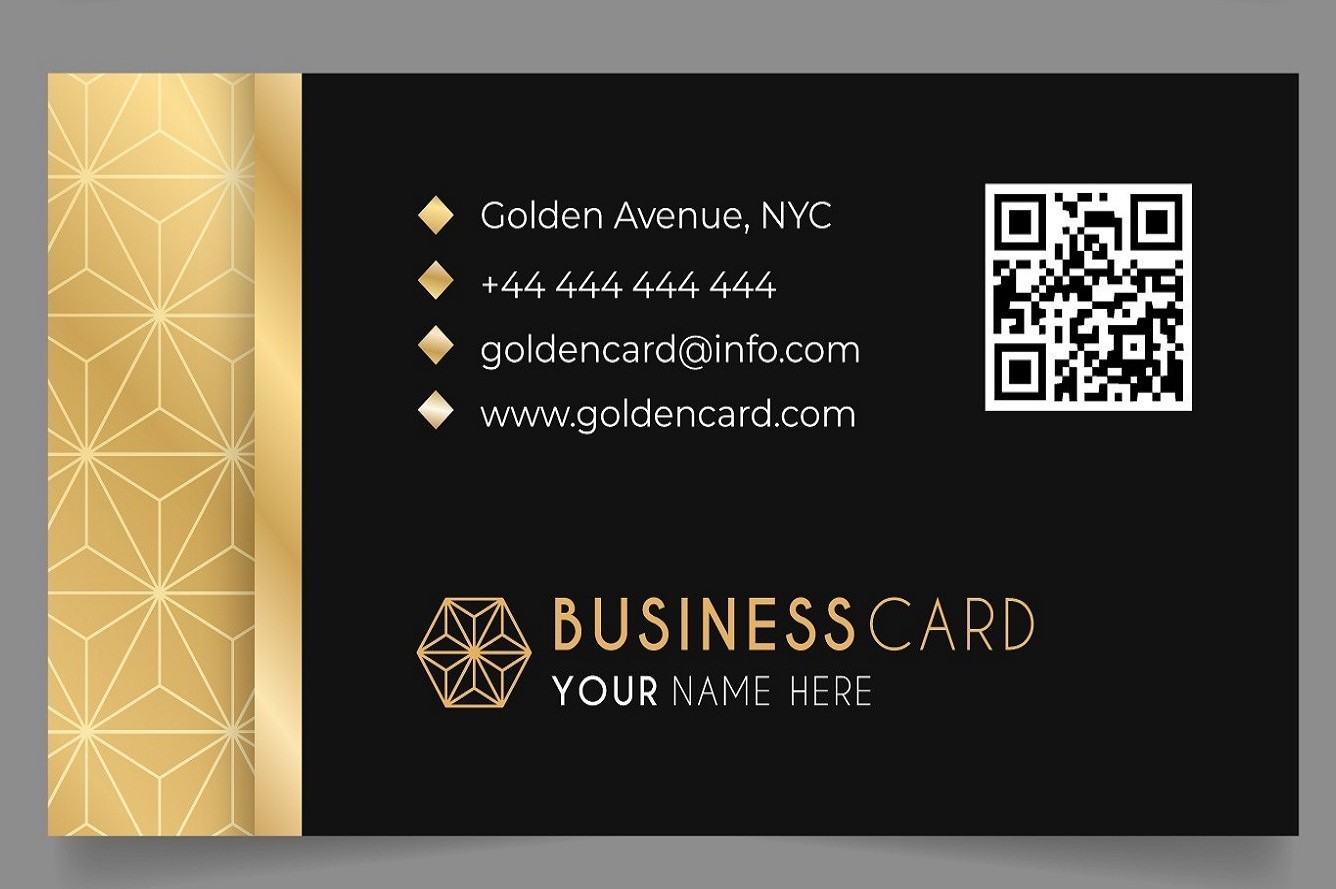 Golden Avenue, NYC
+44 444 444 444
goldencard@info.com
www.goldencard.com
BUSINESS CARD
YOUR NAME HERE